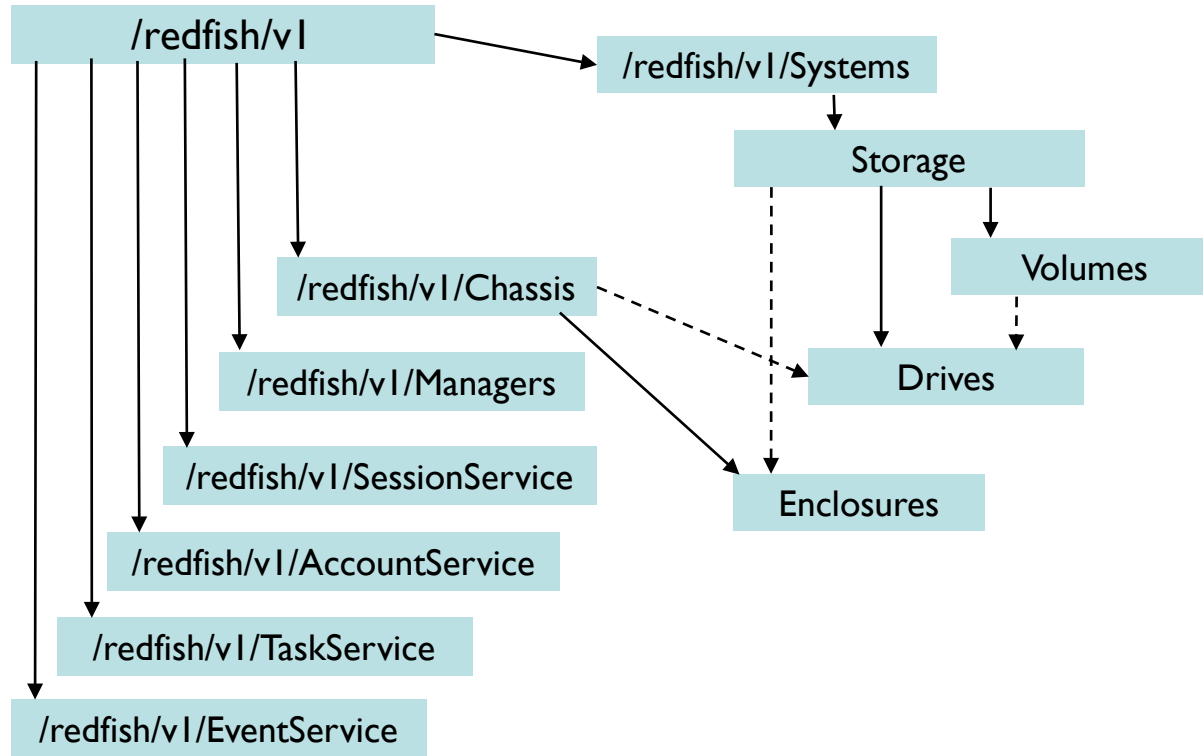 /redfish/v1
/redfish/v1/Systems
Storage
Volumes
/redfish/v1/Chassis
Drives
/redfish/v1/Managers
/redfish/v1/SessionService
Enclosures
/redfish/v1/AccountService
/redfish/v1/TaskService
/redfish/v1/EventService